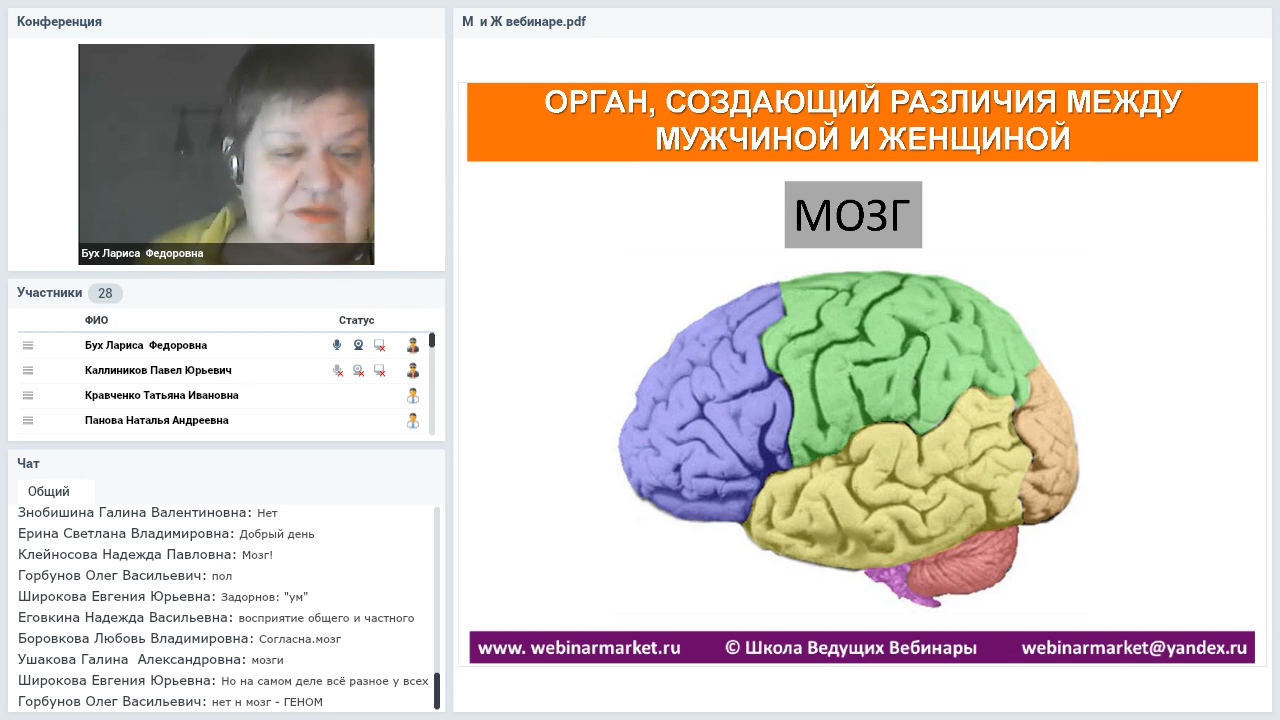 Конференция
Бух Лариса Федоровна
Участники 28
ФИО Статус
Бух Лариса Федоровна
Каллиников Павел Юрьевич
Кравченко Татьяна Ивановна
Панова Наталья Андреевна
Чат
Общий
Знобишина Галина Валентиновна: Нет
Ерина Светлана Владимировна: Добрый день
Клейносова Надежда Павловна: Мозг!
Горбунов Олег Васильевич: пол
Широкова Евгения Юрьевна: Задорнов: "ум"
Еговкина Надежда Васильевна: восприятие общего и частного
Боровкова Любовь Владимировна: Согласна.мозг
Ушакова Галина Александровна: мозги
Широкова Евгения Юрьевна: Но на самом деле всё разное у всех
Горбунов Олег Васильевич: нет н мозг - ГЕНОМ
М и Ж вебинаре.pdf
ОРГАН, СОЗДАЮЩИЙ РАЗЛИЧИЯ МЕЖДУ
МУЖЧИНОЙ И ЖЕНЩИНОЙ
МОЗГ
www. webinarmarket.ru © Школа Ведущих Вебинары webinarmarket@yandex.ru